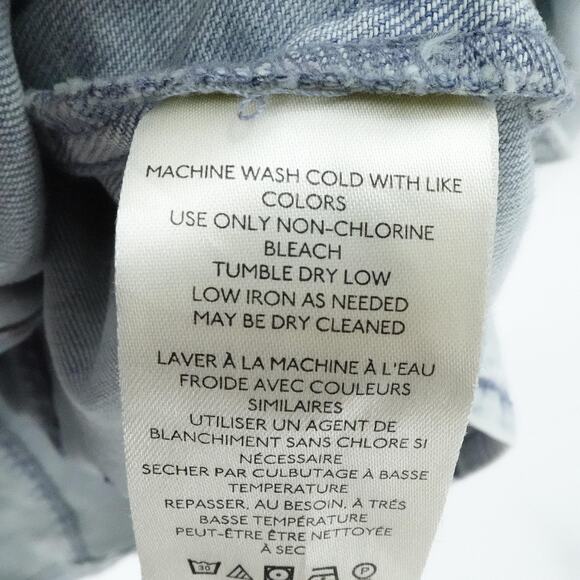 MACHINE WASH COLD WITH LIKE
COLORS
USE ONLY NON-CHLORINE
BLEACH
TUMBLE DRY LOW
LOW IRON AS NEEDED
MAY BE DRY CLEANED
LAVER À LA MACHINE À L'EAU
FROIDE AVEC COULEURS
SIMILAIRES
UTILISER UN AGENT DE
BLANCHIMENT SANS CHLORE SI
NÉCESSAIRE
SECHER PAR CULBUTAGE À BASSE
TEMPERATURE
REPASSER, AU BESOIN, À TRÉS
BASSE TEMPÉRATURE
PEUT-ÊTRE ÊTRE NETTOYÉE
À SEC
30 P